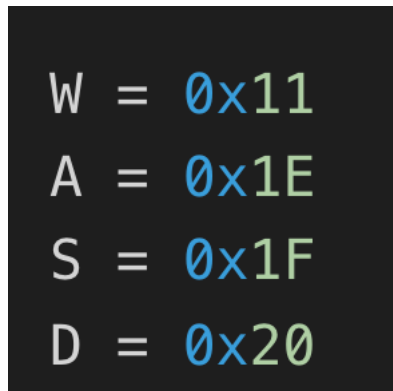 W = 0x11
A = 0x1E
S = 0x1F
D = 0x20